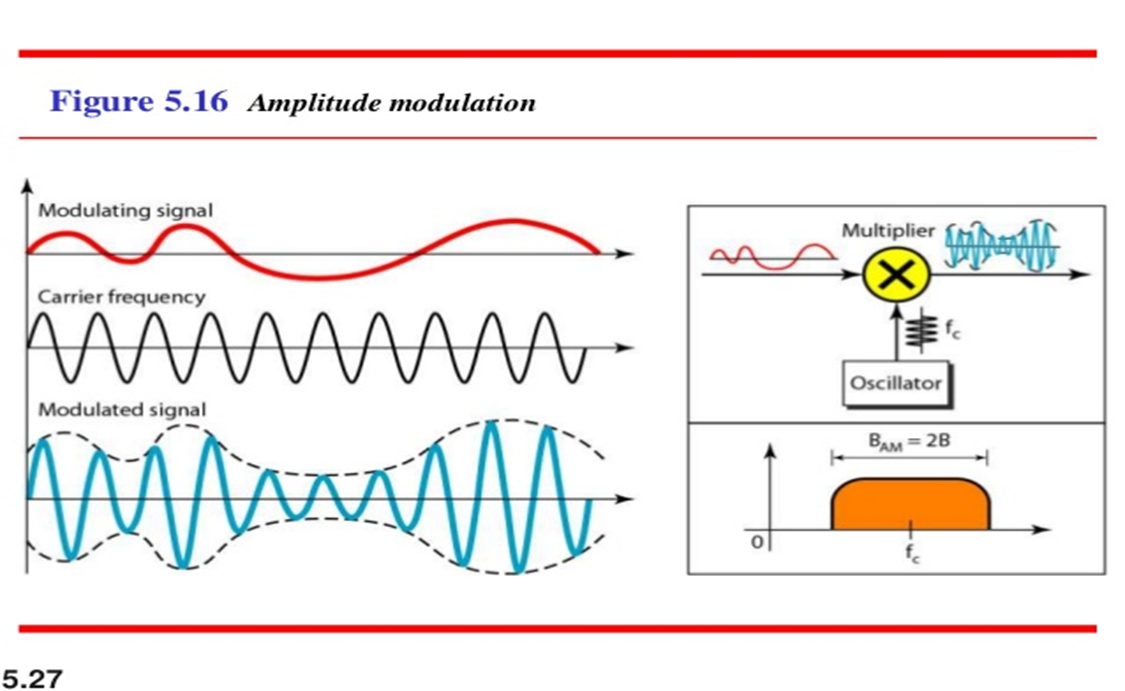 Figure 5.16 Amplitude modulation
Modulating signal
Carrier frequency
Modulated signal
Multiplier
fc
Oscillator
BAM = 2B
0
fc
5.27